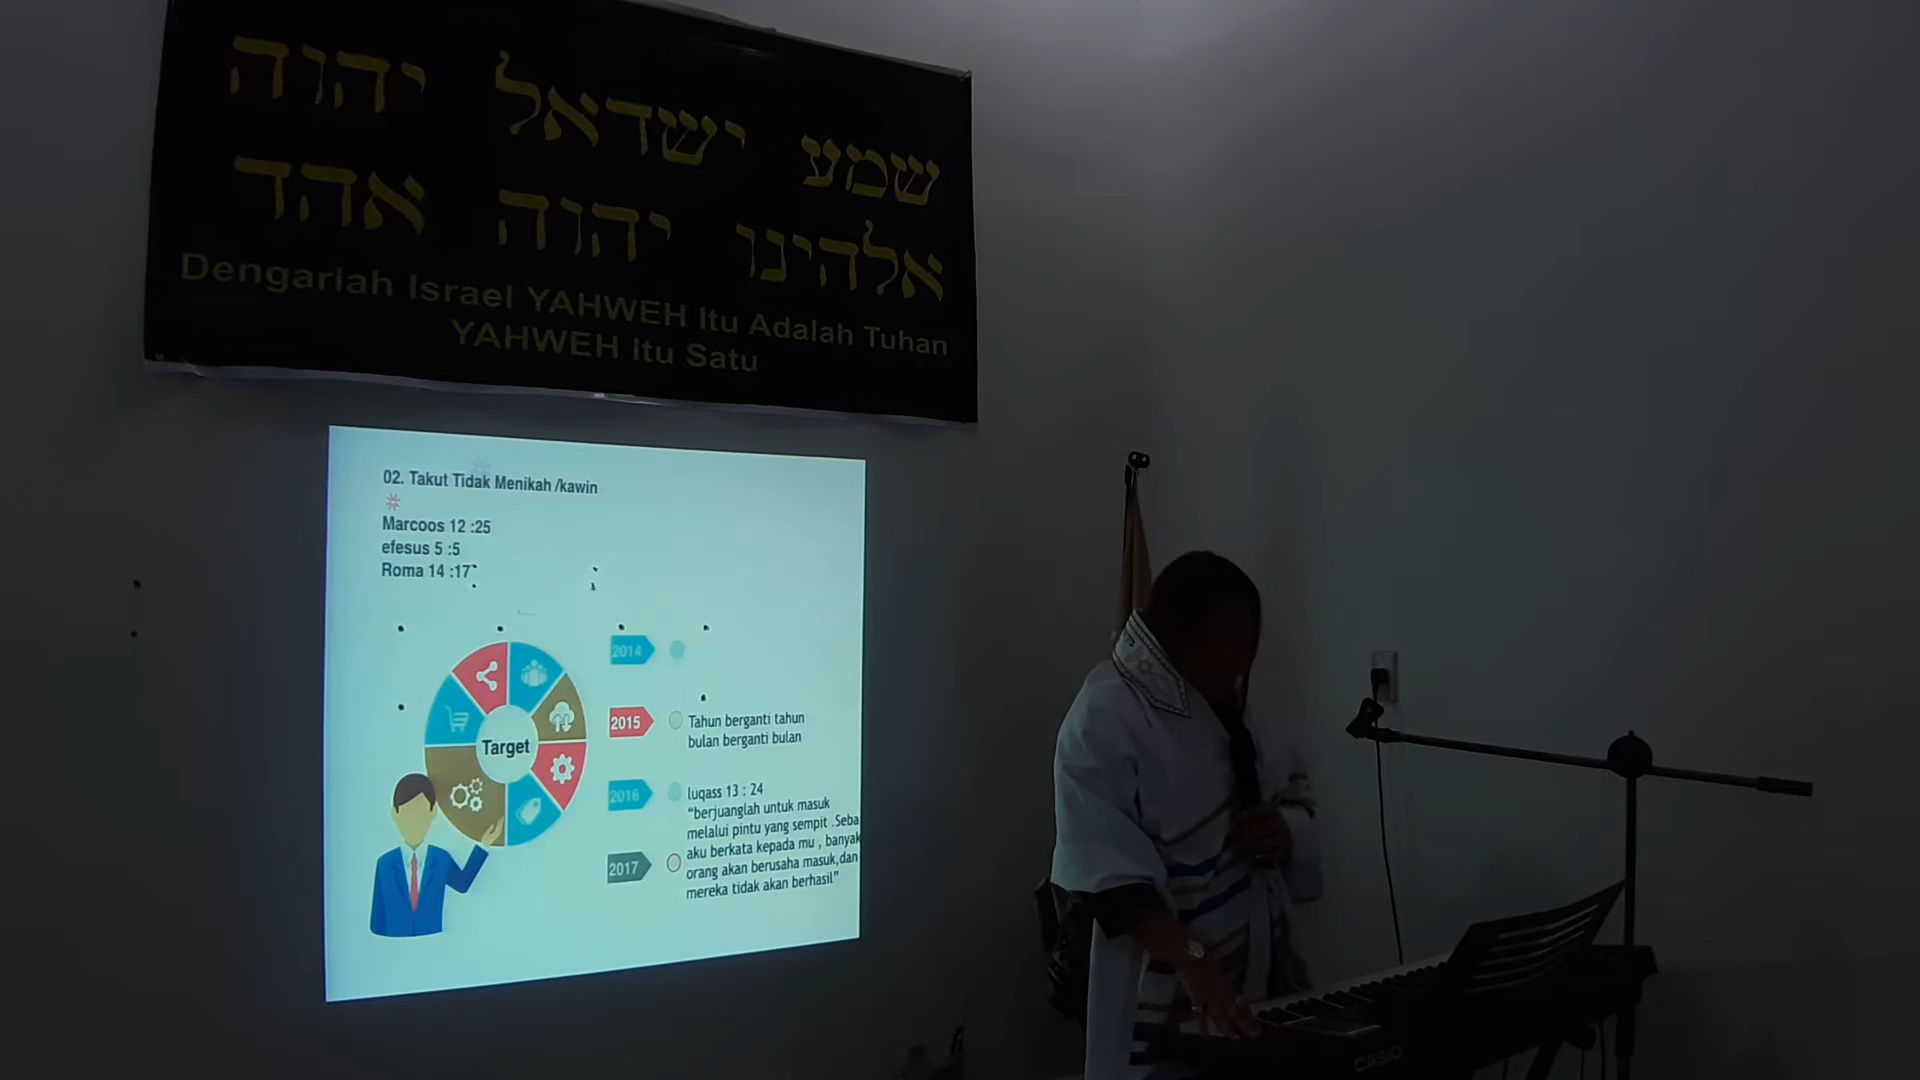 שמע ישדאל יהוה
אלהינו יהוה אהד
Dengarlah Israel YAHWEH Itu Adalah Tuhan
YAHWEH Itu Satu
02. Takut Tidak Menikah /kawin
Marcoos 12 :25
efesus 5 :5
Roma 14 :17
Target
2014
2015
Tahun berganti tahun
bulan berganti bulan
2016
luqass 13 : 24
“berjuanglah untuk masuk
melalui pintu yang sempit .Seba
aku berkata kepada mu , banyak
orang akan berusaha masuk,dan
mereka tidak akan berhasil”
2017
CASIO